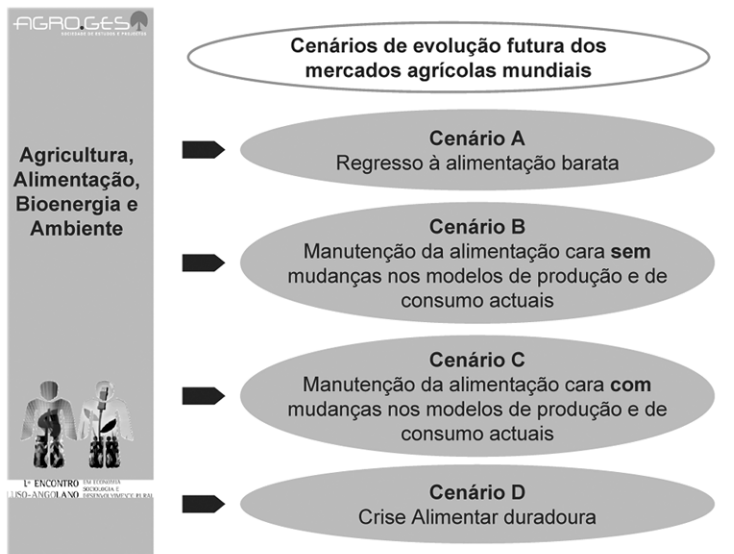 AGRO.GES
SOCIEDADE DE ESTUDOS E PROJECTOS
Agricultura,
Alimentação,
Bioenergia e
Ambiente
1º ENCONTRO
LUSO-ANGOLANO
EM ECONOMIA
SOCIOLOGIA E
Cenários de evolução futura dos
mercados agrícolas mundiais
Cenário A
Regresso à alimentação barata
Cenário B
Manutenção da alimentação cara sem
mudanças nos modelos de produção e de
consumo actuais
Cenário C
Manutenção da alimentação cara com
mudanças nos modelos de produção e de
consumo actuais
Cenário D
Crise Alimentar duradoura